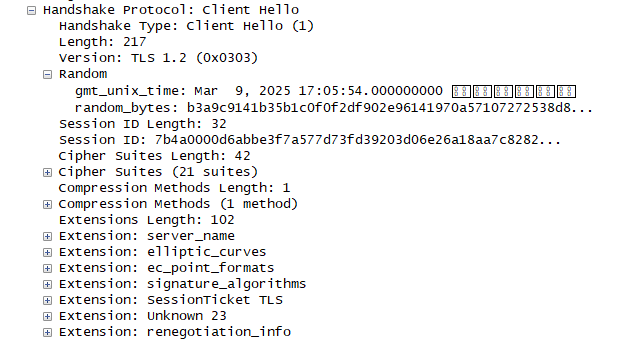 Handshake Protocol: Client Hello
Handshake Type: Client Hello (1)
Length: 217
Version: TLS 1.2 (0x0303)
Random
gmt_unix_time: Mar  9, 2025 17:05:54.000000000
random_bytes: b3a9c9141b35b1c0f0f2df902e96141970a57107272538d8...
Session ID Length: 32
Session ID: 7b4a0000d6abbe3f7a577d73fd39203d06e26a18aa7c8282...
Cipher Suites Length: 42
Cipher Suites (21 suites)
Compression Methods Length: 1
Compression Methods (1 method)
Extensions Length: 102
Extension: server_name
Extension: elliptic_curves
Extension: ec_point_formats
Extension: signature_algorithms
Extension: SessionTicket TLS
Extension: Unknown 23
Extension: renegotiation_info